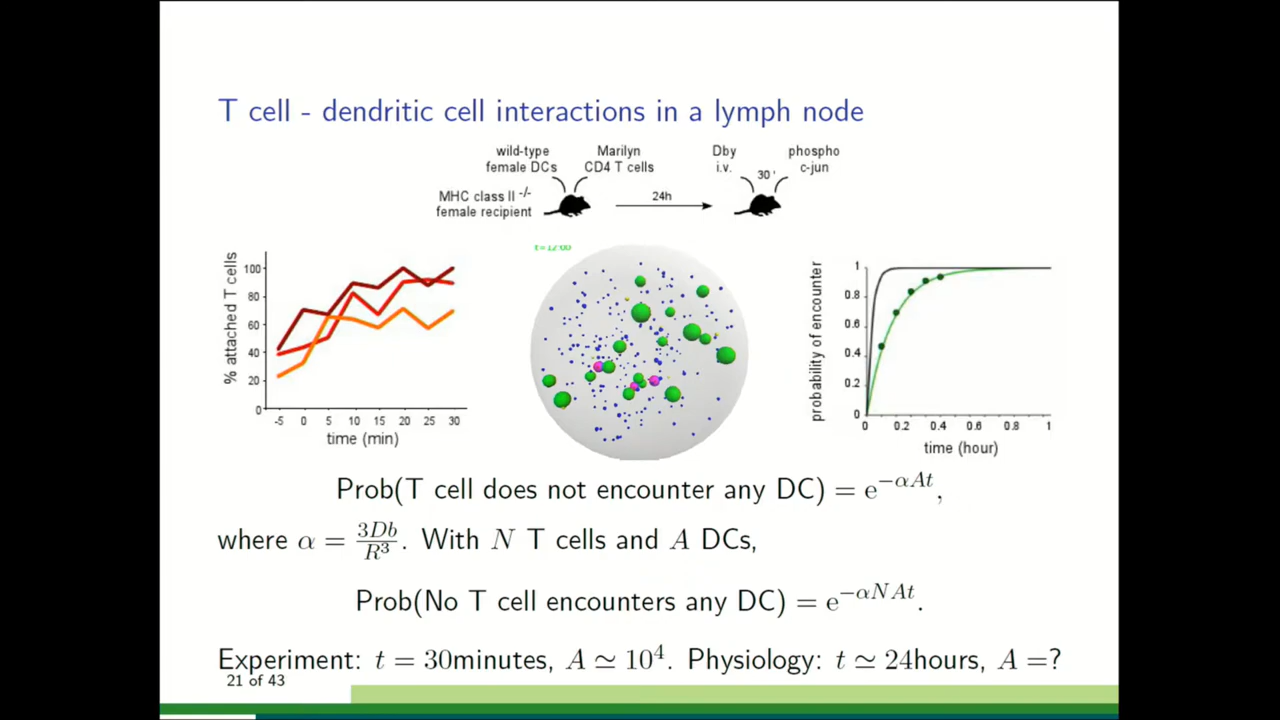 T cell - dendritic cell interactions in a lymph node
wild-type female DCs
Marilyn CD4 T cells
MHC class II -/- female recipient
24h
Dby i.v.
30 '
phospho c-jun
% attached T cells
100
80
60
40
20
0
-5 0 5 10 15 20 25 30
time (min)
t=12:00
probability of encounter
1
0.8
0.6
0.4
0.2
0
0 0.2 0.4 0.6 0.8 1
time (hour)
Prob(T cell does not encounter any DC) = e^{−αAt},
where α = 3Db/R³. With N T cells and A DCs,
Prob(No T cell encounters any DC) = e^{−αNAt}.
Experiment: t = 30minutes, A ≃ 10⁴. Physiology: t ≃ 24hours, A =?
21 of 43